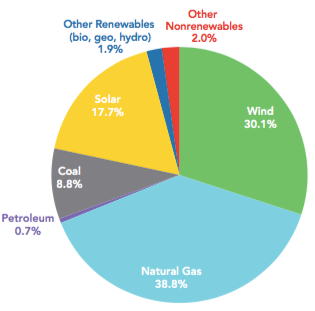 Other
Nonrenewables
2.0%
Other Renewables
(bio, geo, hydro)
1.9%
Solar
17.7%
Wind
30.1%
Coal
8.8%
Petroleum
0.7%
Natural Gas
38.8%